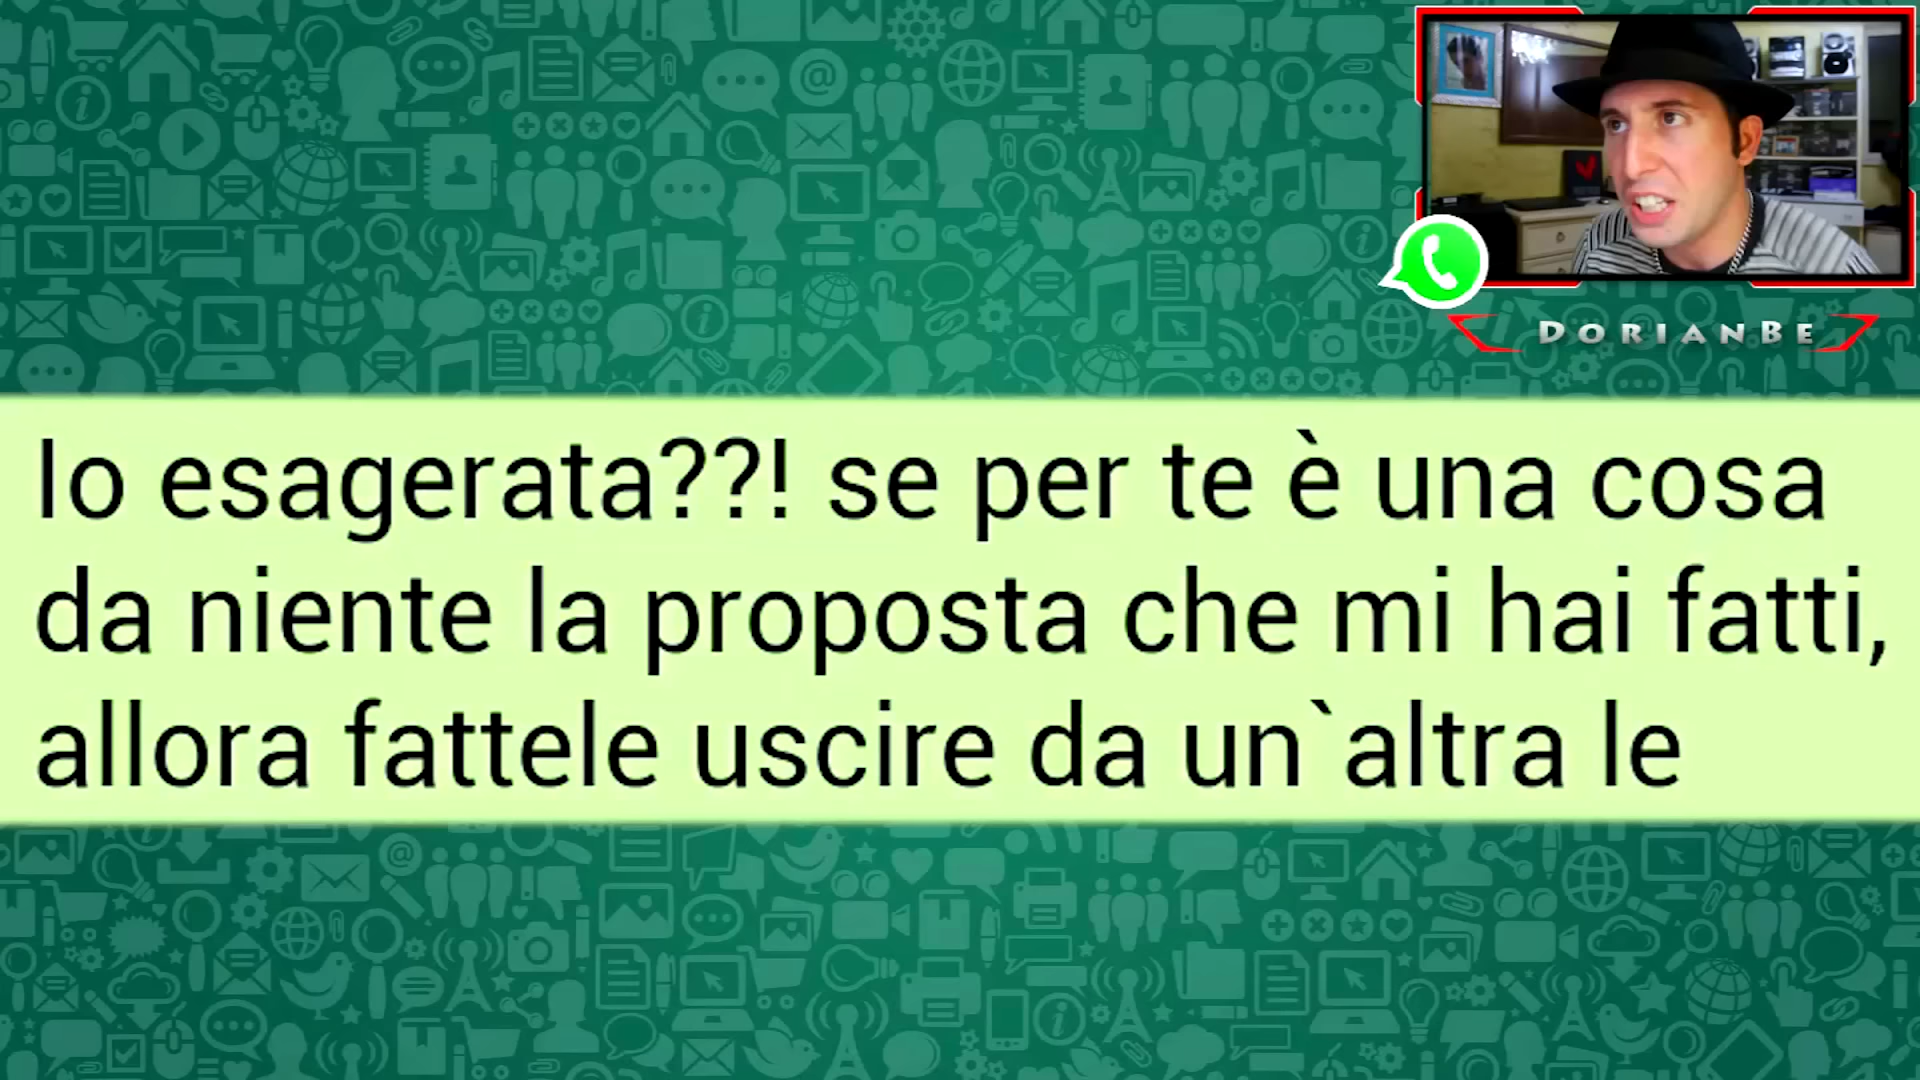 DORIANBE
Io esagerata??! se per te è una cosa
da niente la proposta che mi hai fatti,
allora fattele uscire da un`altra le